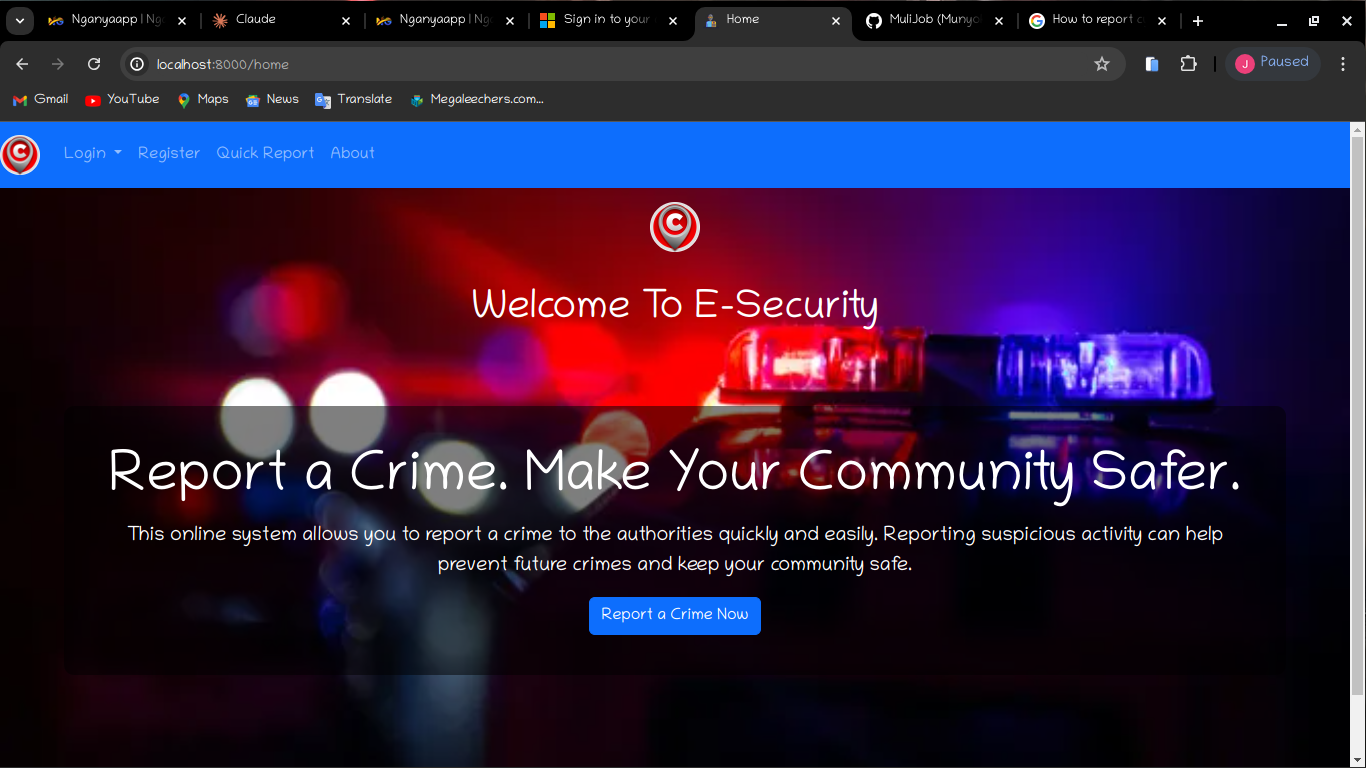 Nganyaapp | Ng
Claude
Nganyaapp | Ng
Sign in to your
Home
MuliJob (Munyo
How to report c
localhost:8000/home
J
Paused
Gmail
YouTube
Maps
News
Translate
Megaleechers.com...
C
Login
Register
Quick Report
About
C
Welcome To E-Security
Report a Crime. Make Your Community Safer.
This online system allows you to report a crime to the authorities quickly and easily. Reporting suspicious activity can help
prevent future crimes and keep your community safe.
Report a Crime Now